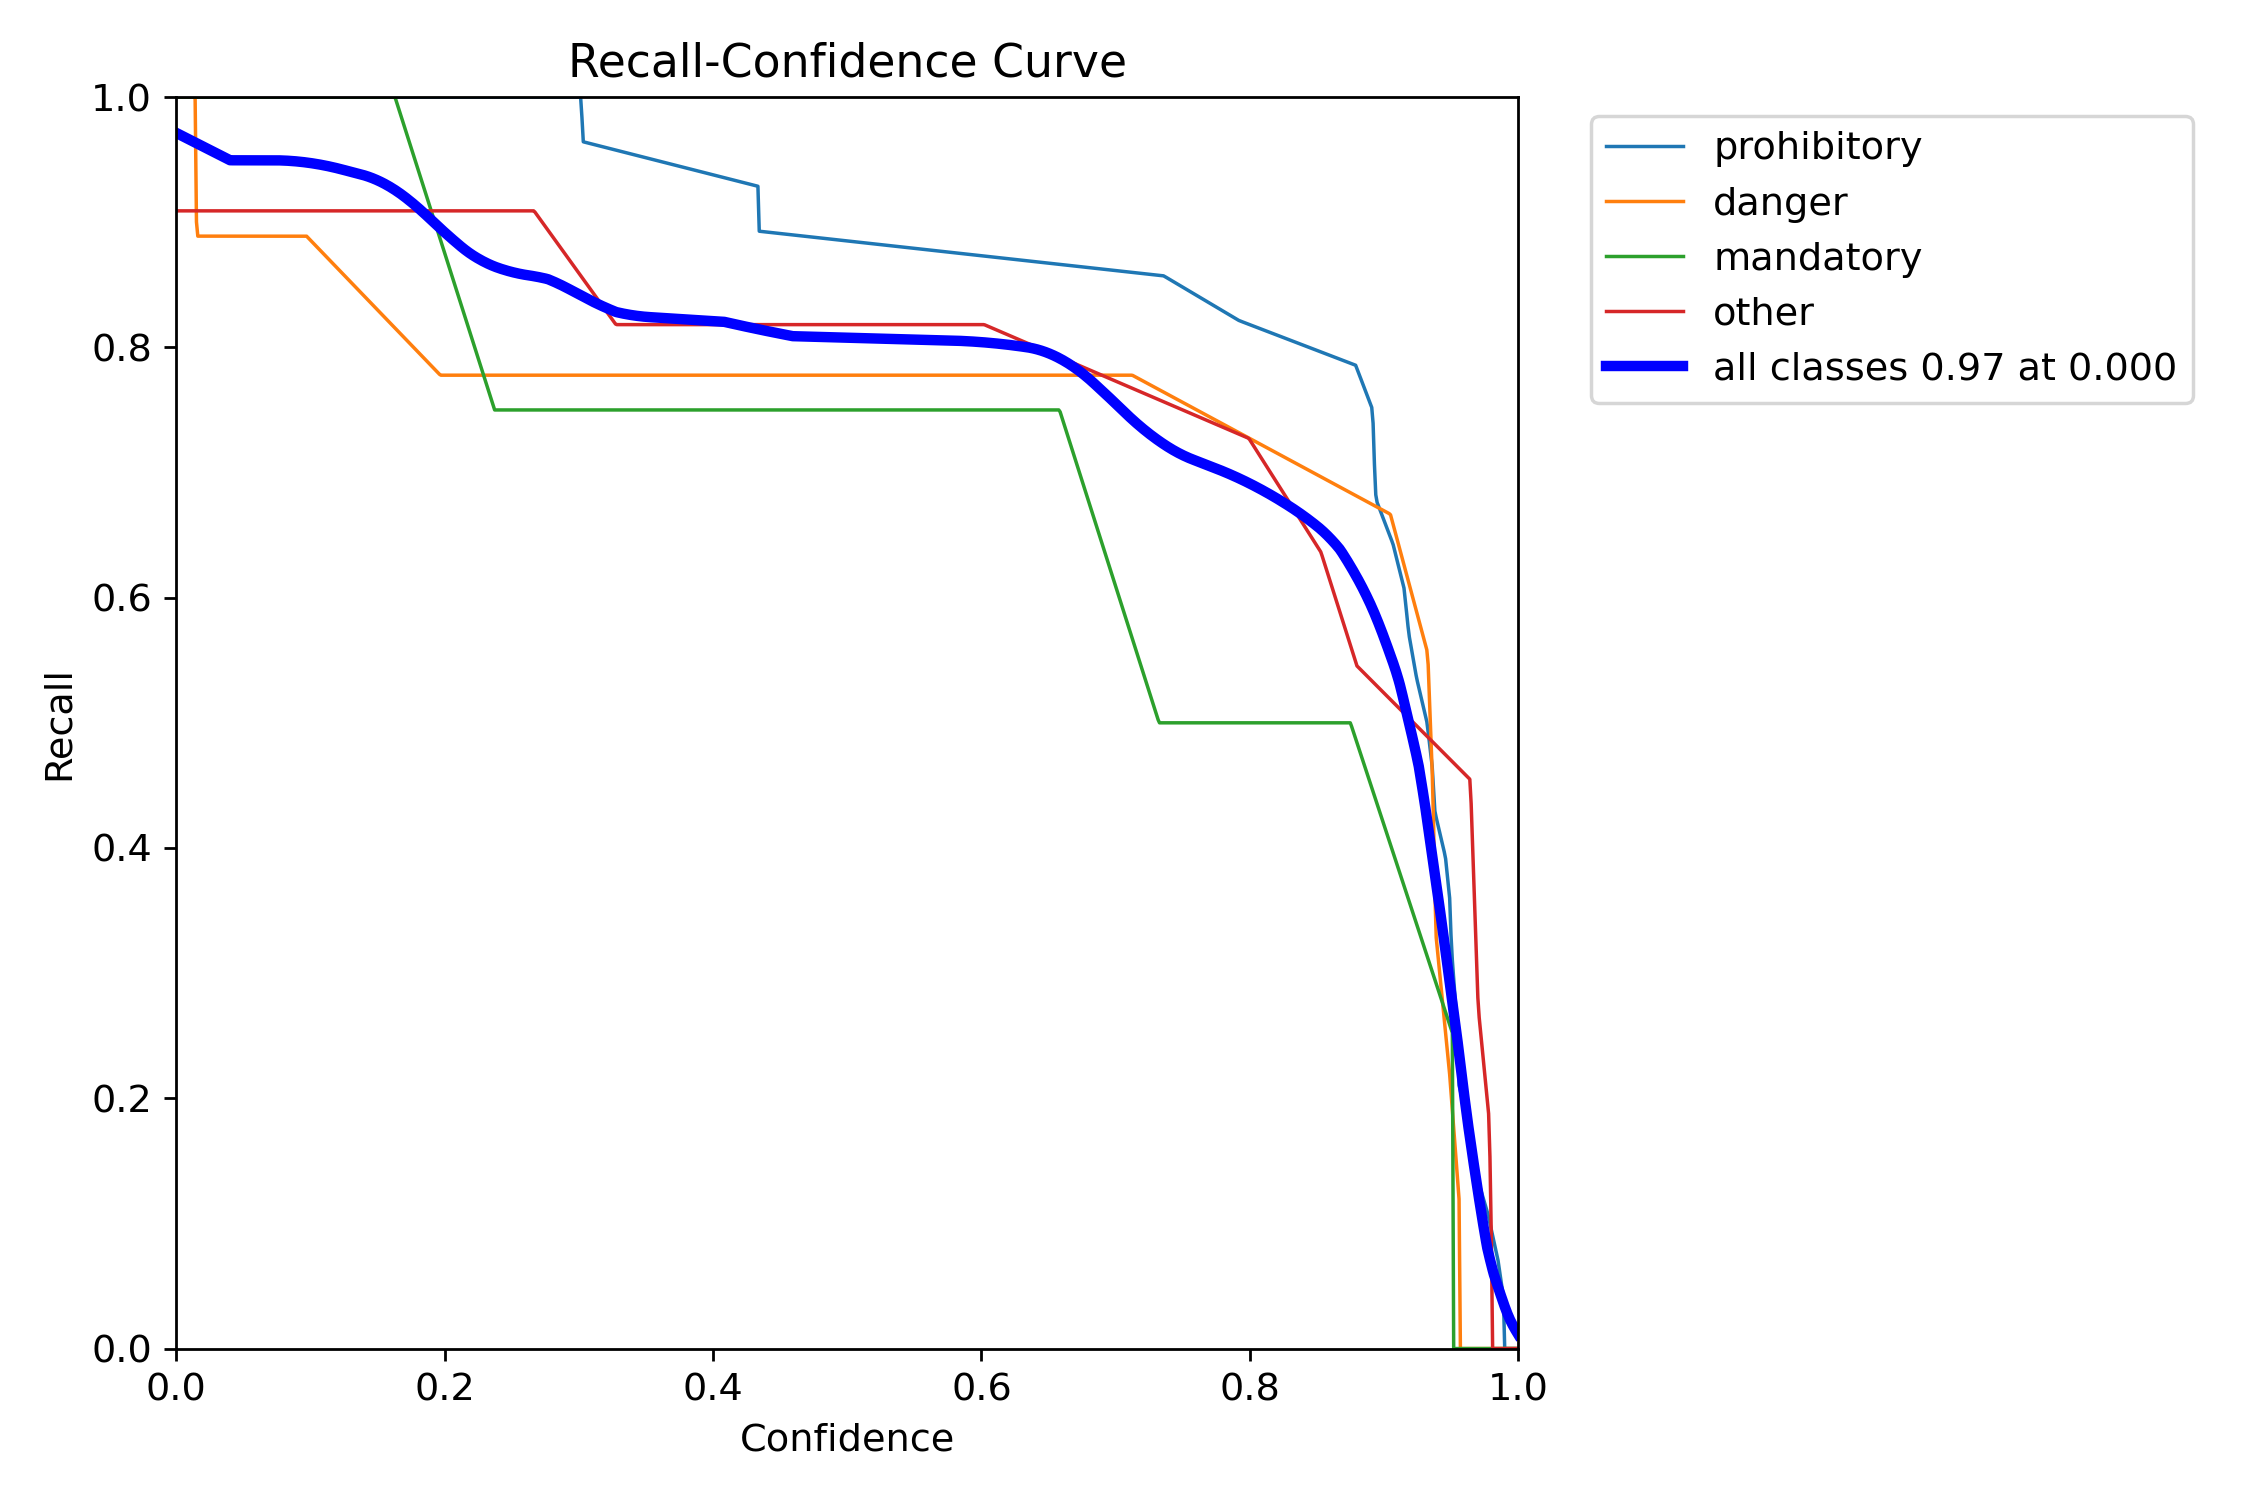 Recall-Confidence Curve
1.0
0.8
0.6
0.4
0.2
0.0
Recall
0.0 0.2 0.4 0.6 0.8 1.0
Confidence
prohibitory
danger
mandatory
other
all classes 0.97 at 0.000